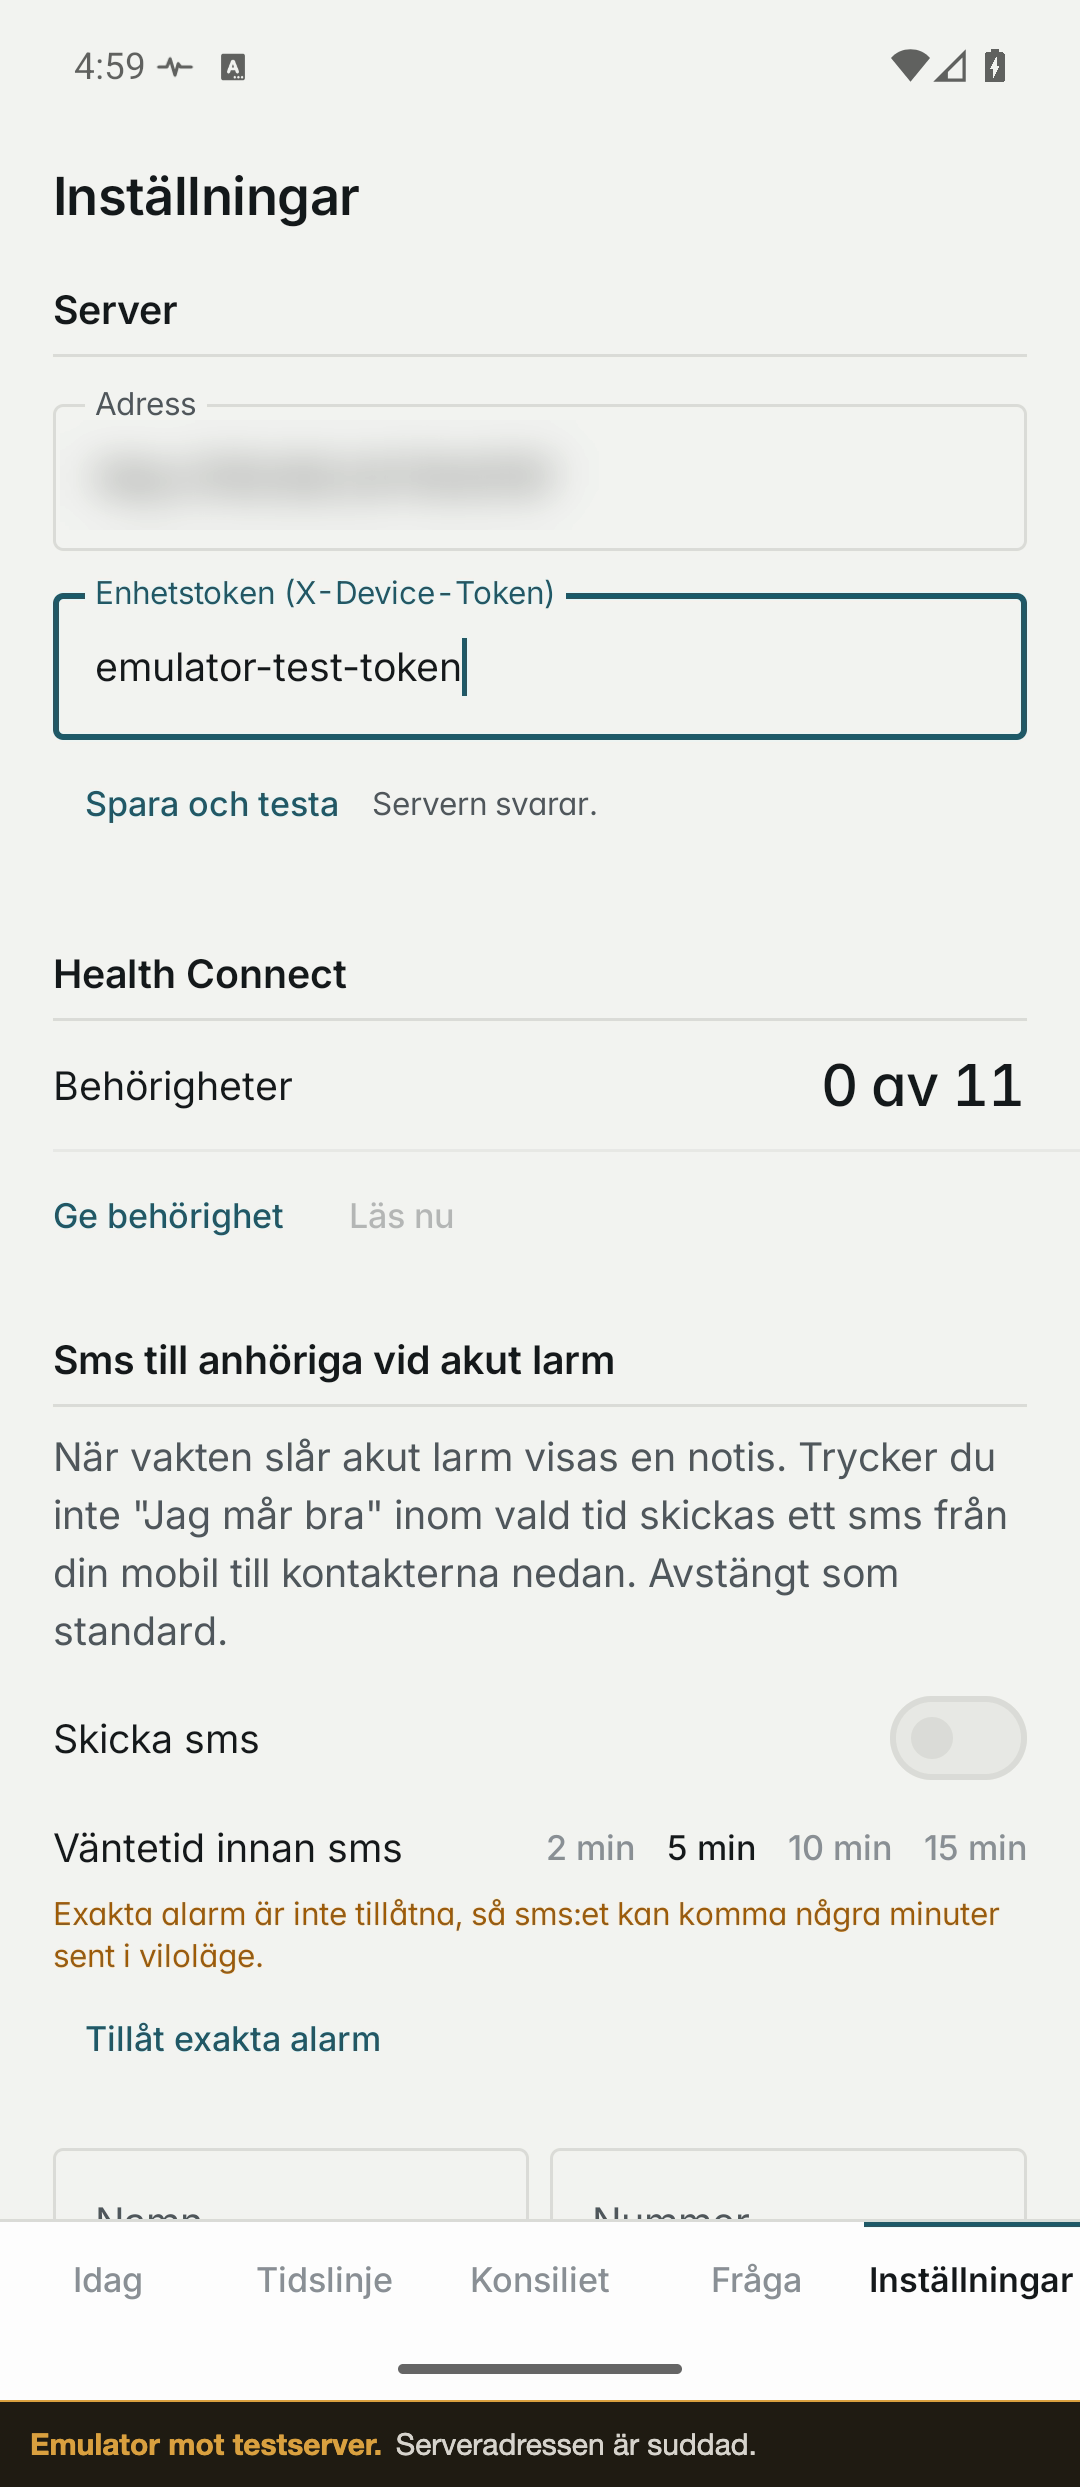 4:59
Inställningar
Server
Adress
Enhetstoken (X-Device-Token)
emulator-test-token
Spara och testa Servern svarar.
Health Connect
Behörigheter 0 av 11
Ge behörighet Läs nu
Sms till anhöriga vid akut larm
När vakten slår akut larm visas en notis. Trycker du
inte "Jag mår bra" inom vald tid skickas ett sms från
din mobil till kontakterna nedan. Avstängt som
standard.
Skicka sms
Väntetid innan sms 2 min 5 min 10 min 15 min
Exakta alarm är inte tillåtna, så sms:et kan komma några minuter
sent i viloläge.
Tillåt exakta alarm
Namn Nummer
Idag Tidslinje Konsiliet Fråga Inställningar
Emulator mot testserver. Serveradressen är suddad.